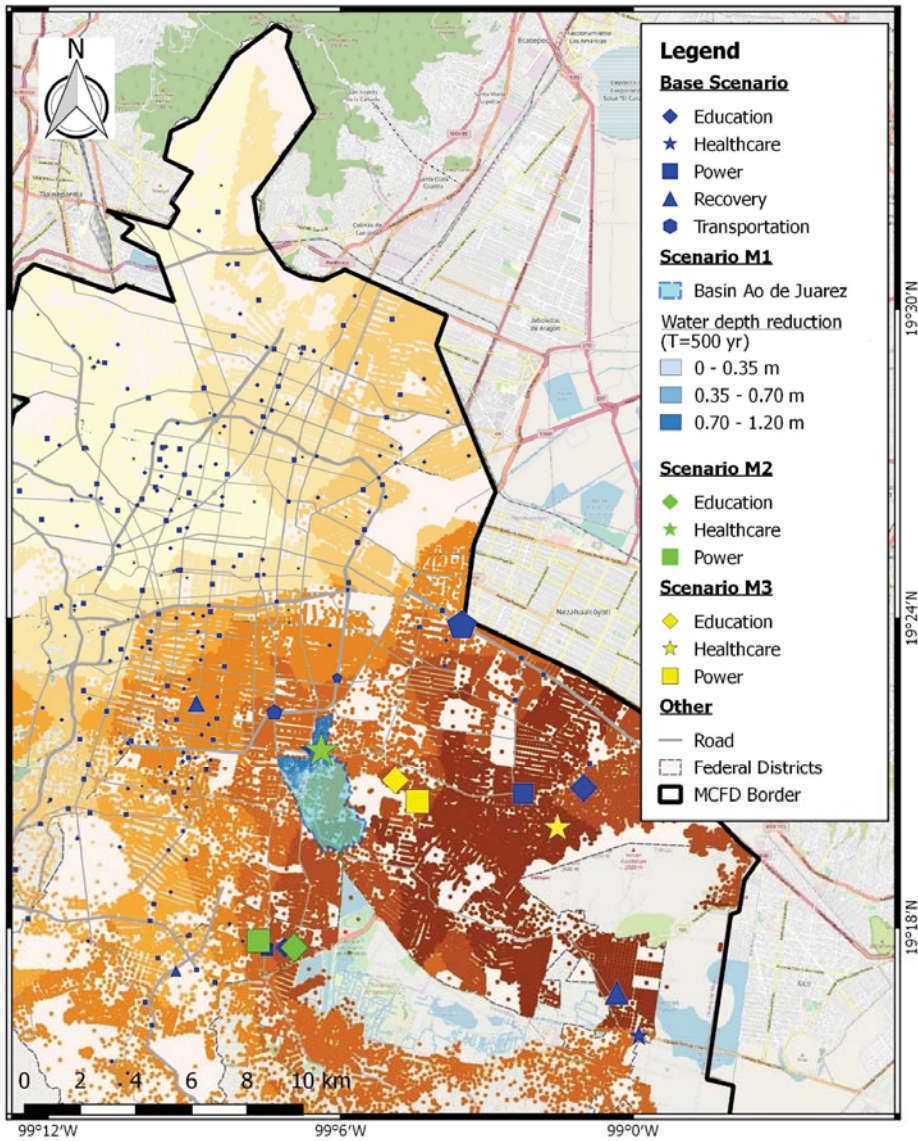 N
Legend
Base Scenario
Education
Healthcare
Power
Recovery
Transportation
Scenario M1
Basin Ao de Juarez
Water depth reduction
(T=500 yr)
0 - 0.35 m
0.35 - 0.70 m
0.70 - 1.20 m
Scenario M2
Education
Healthcare
Power
Scenario M3
Education
Healthcare
Power
Other
Road
Federal Districts
MCFD Border
Ecatepec
Tlalnepantla
Nezahualcóyotl
19°30'N
19°24'N
19°18'N
0 2 4 6 8 10 km
99°12'W
99°6'W
99°0'W